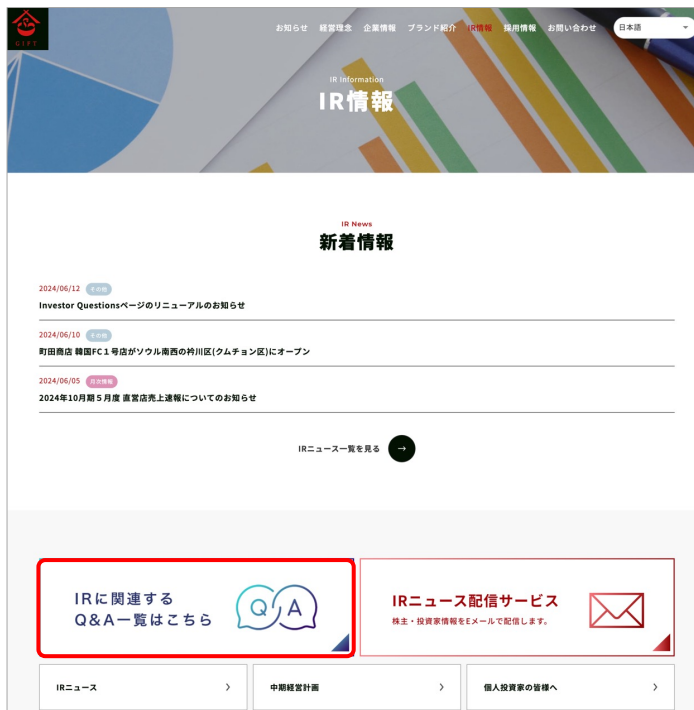 GIFT
お知らせ 経営理念 企業情報 ブランド紹介 IR情報 採用情報 お問い合わせ 日本語
IR Information
IR情報
IR News
新着情報
2024/06/12 その他
Investor Questionsページのリニューアルのお知らせ
2024/06/10 その他
町田商店 韓国FC１号店がソウル南西の衿川区(クムチョン区)にオープン
2024/06/05 月次情報
2024年10月期５月度 直営店売上速報についてのお知らせ
IRニュース一覧を見る
IRに関連する
Q&A一覧はこちら
Q A
IRニュース配信サービス
株主・投資家情報をEメールで配信します。
IRニュース
中期経営計画
個人投資家の皆様へ